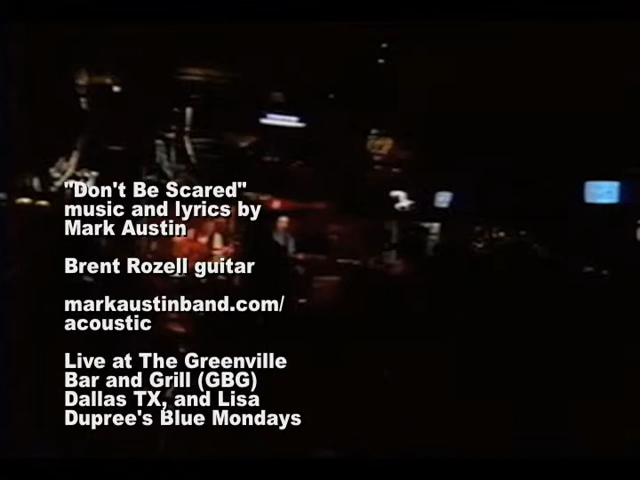 "Don't Be Scared"
music and lyrics by
Mark Austin
Brent Rozell guitar
markaustinband.com/
acoustic
Live at The Greenville
Bar and Grill (GBG)
Dallas TX, and Lisa
Dupree's Blue Mondays